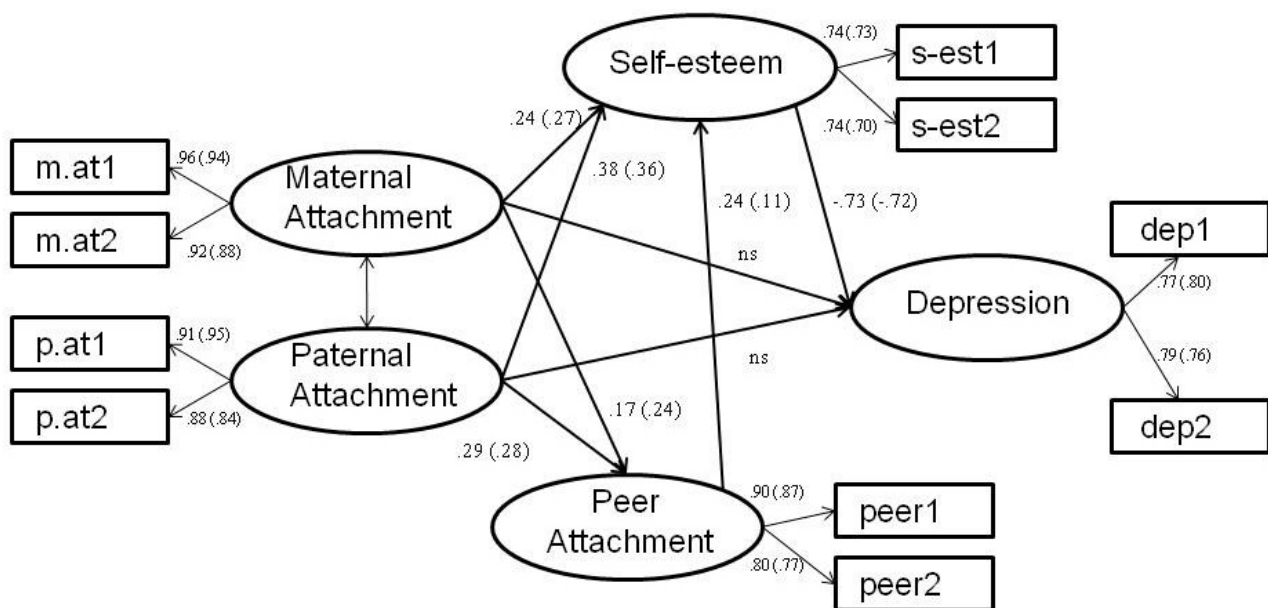 Self-esteem
.74(.73)
s-est1
.74(.70)
s-est2
.24 (.27)
.38 (.36)
.24 (.11)
-.73 (-.72)
m.at1
.96(.94)
m.at2
.92(.88)
Maternal
Attachment
ns
dep1
.77(.80)
Depression
.79(.76)
dep2
p.at1
.91(.95)
p.at2
.88(.84)
Paternal
Attachment
ns
.17 (.24)
.29 (.28)
Peer
Attachment
.90(.87)
peer1
.80(.77)
peer2